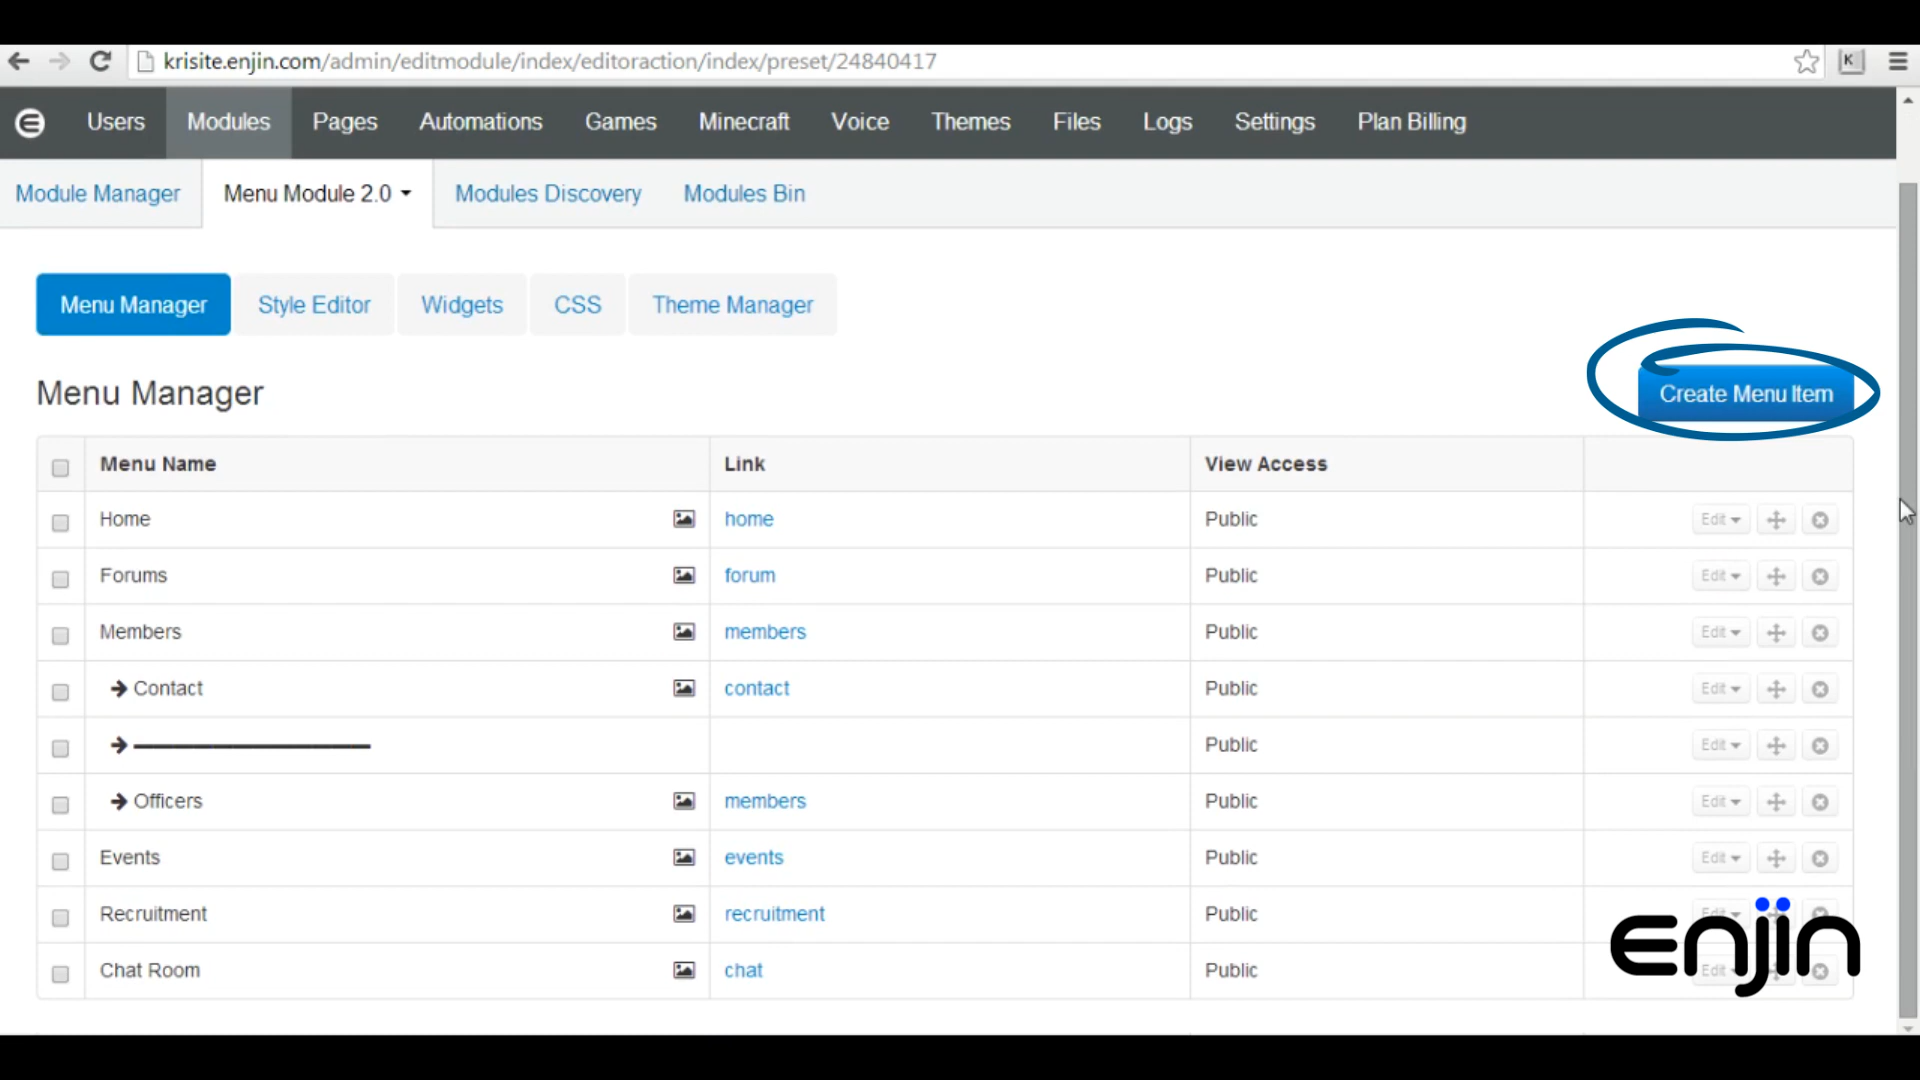 krisite.enjin.com/admin/editmodule/index/editoraction/index/preset/24840417
K
Users Modules Pages Automations Games Minecraft Voice Themes Files Logs Settings Plan Billing
Module Manager Menu Module 2.0 Modules Discovery Modules Bin
Menu Manager Style Editor Widgets CSS Theme Manager
Menu Manager
Create Menu Item
Menu Name Link View Access
Home home Public Edit
Forums forum Public Edit
Members members Public Edit
Contact contact Public Edit
Public Edit
Officers members Public Edit
Events events Public Edit
Recruitment recruitment Public Edit
Chat Room chat Public Edit
enjin